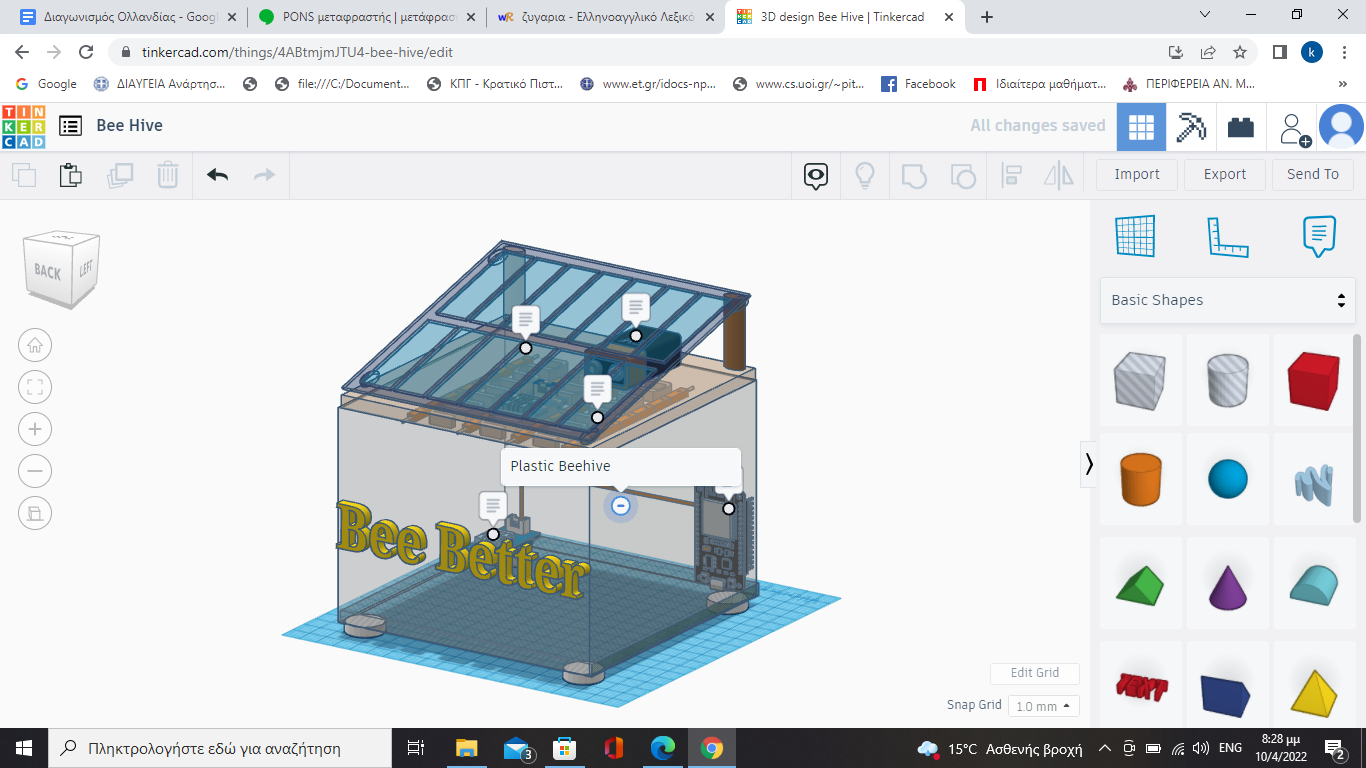 Διαγωνισμός Ολλανδίας - Googl
PONS μεταφραστής | μετάφρασ
ζυγαρια - Ελληνοαγγλικό Λεξικό
3D design Bee Hive | Tinkercad
tinkercad.com/things/4ABtmjmJTU4-bee-hive/edit
k
Google
ΔΙΑΥΓΕΙΑ Ανάρτησ...
file:///C:/Document...
ΚΠΓ - Κρατικό Πιστ...
www.et.gr/idocs-np...
www.cs.uoi.gr/~pit...
Facebook
Ιδιαίτερα μαθήματ...
ΠΕΡΙΦΕΡΕΙΑ ΑΝ. Μ...
»
TIN
KER
CAD
Bee Hive
All changes saved
Import
Export
Send To
BACK
LEFT
Basic Shapes
Plastic Beehive
Bee Better
TEXT
Edit Grid
Snap Grid
1.0 mm
Πληκτρολογήστε εδώ για αναζήτηση
3
15°C Ασθενής βροχή
ENG
8:28 μμ
10/4/2022
2